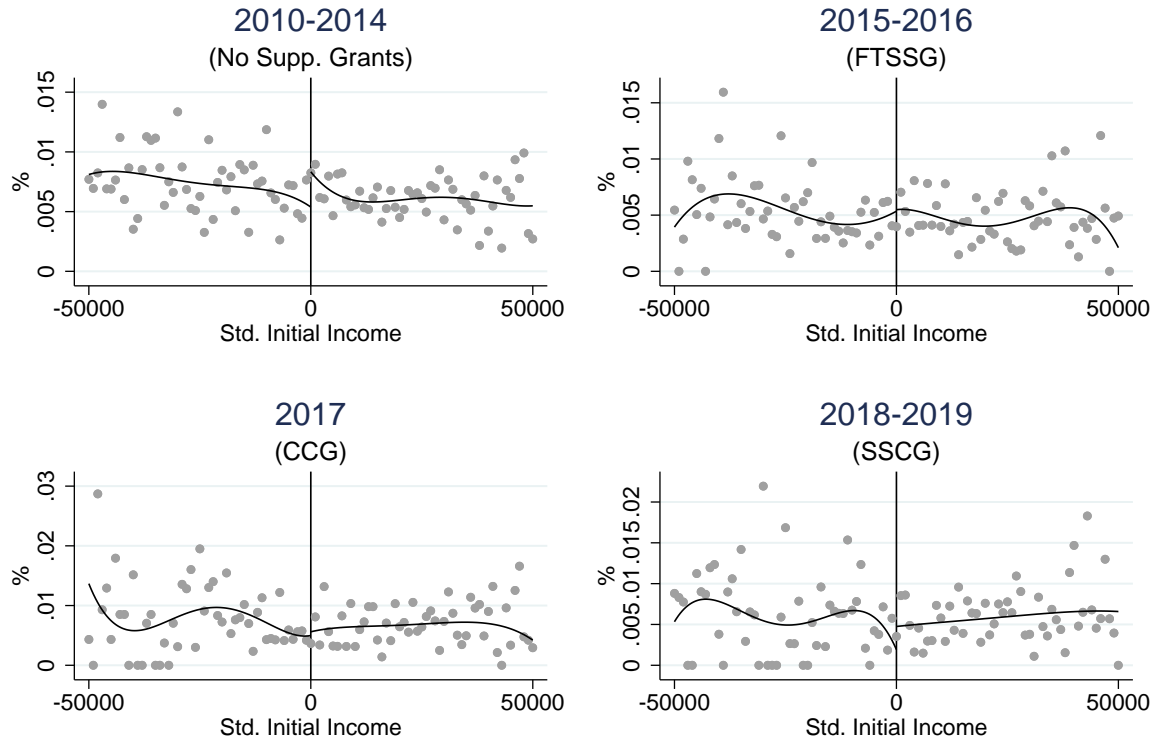 2010-2014
(No Supp. Grants)
%
0 .005 .01 .015
-50000 0 50000
Std. Initial Income
2015-2016
(FTSSG)
%
0 .005 .01 .015
-50000 0 50000
Std. Initial Income
2017
(CCG)
%
0 .01 .02 .03
-50000 0 50000
Std. Initial Income
2018-2019
(SSCG)
%
0 .005 .01 .015 .02
-50000 0 50000
Std. Initial Income